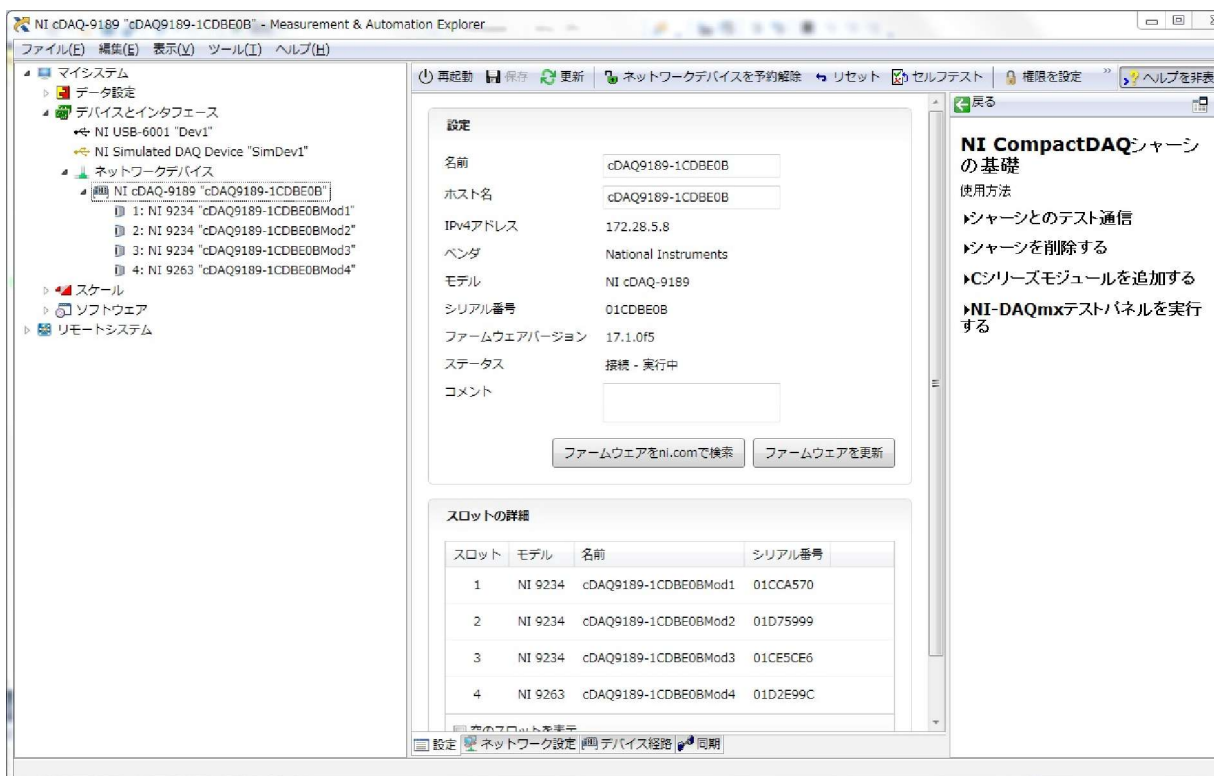 NI cDAQ-9189 "cDAQ9189-1CDBE0B" - Measurement & Automation Explorer
ファイル(F) 編集(E) 表示(V) ツール(T) ヘルプ(H)
マイシステム
データ設定
デバイスとインタフェース
NI USB-6001 "Dev1"
NI Simulated DAQ Device "SimDev1"
ネットワークデバイス
NI cDAQ-9189 "cDAQ9189-1CDBE0B"
1: NI 9234 "cDAQ9189-1CDBE0BMod1"
2: NI 9234 "cDAQ9189-1CDBE0BMod2"
3: NI 9234 "cDAQ9189-1CDBE0BMod3"
4: NI 9263 "cDAQ9189-1CDBE0BMod4"
スケール
ソフトウェア
リモートシステム
再起動 保存 更新 ネットワークデバイスを予約解除 リセット セルフテスト 権限を設定 » ヘルプを非表
設定
名前 cDAQ9189-1CDBE0B
ホスト名 cDAQ9189-1CDBE0B
IPv4アドレス 172.28.5.8
ベンダ National Instruments
モデル NI cDAQ-9189
シリアル番号 01CDBE0B
ファームウェアバージョン 17.1.0f5
ステータス 接続 - 実行中
コメント
ファームウェアをni.comで検索 ファームウェアを更新
スロットの詳細
スロット モデル 名前 シリアル番号
1 NI 9234 cDAQ9189-1CDBE0BMod1 01CCA570
2 NI 9234 cDAQ9189-1CDBE0BMod2 01D75999
3 NI 9234 cDAQ9189-1CDBE0BMod3 01CE5CE6
4 NI 9263 cDAQ9189-1CDBE0BMod4 01D2E99C
空のスロットを表示
設定 ネットワーク設定 デバイス経路 同期
戻る
NI CompactDAQシャーシの基礎
使用方法
シャーシとのテスト通信
シャーシを削除する
Cシリーズモジュールを追加する
NI-DAQmxテストパネルを実行する